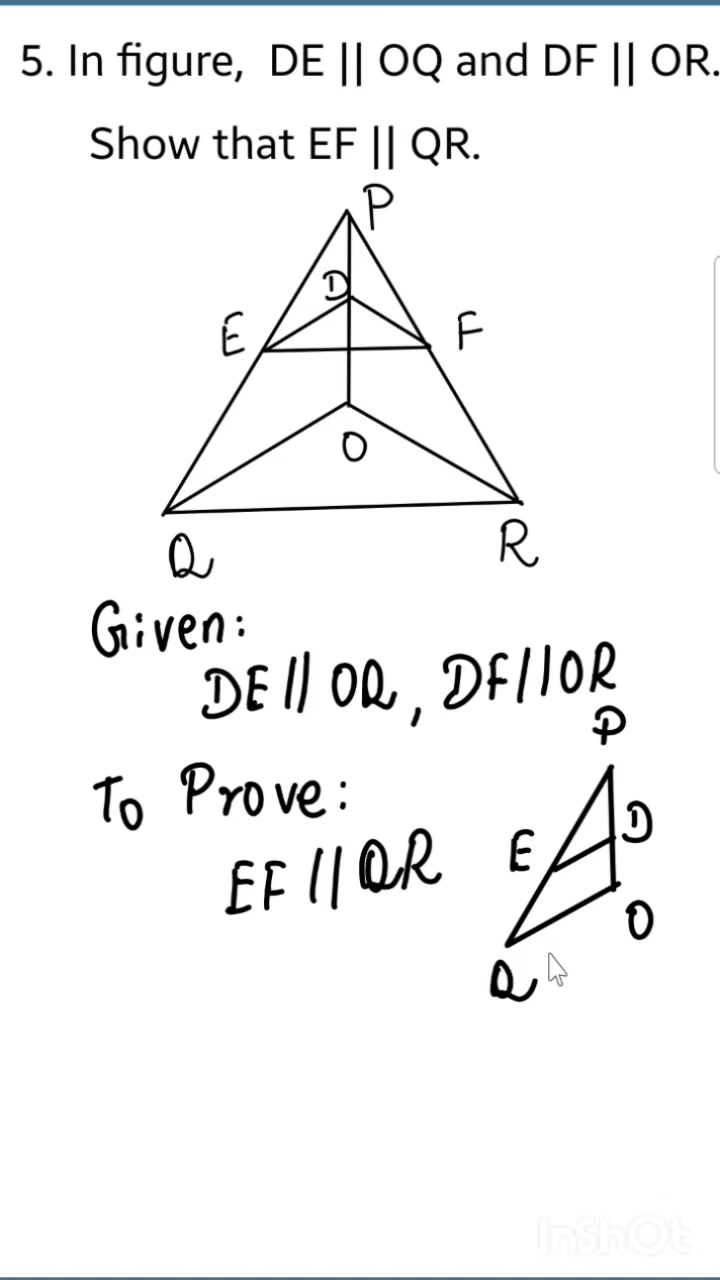 5. In figure, DE || OQ and DF || OR.
Show that EF || QR.
P
D
E
F
O
Q
R
Given:
DE || OQ, DF || OR
P
To Prove:
D
E
EF || QR
O
Q
InShOt